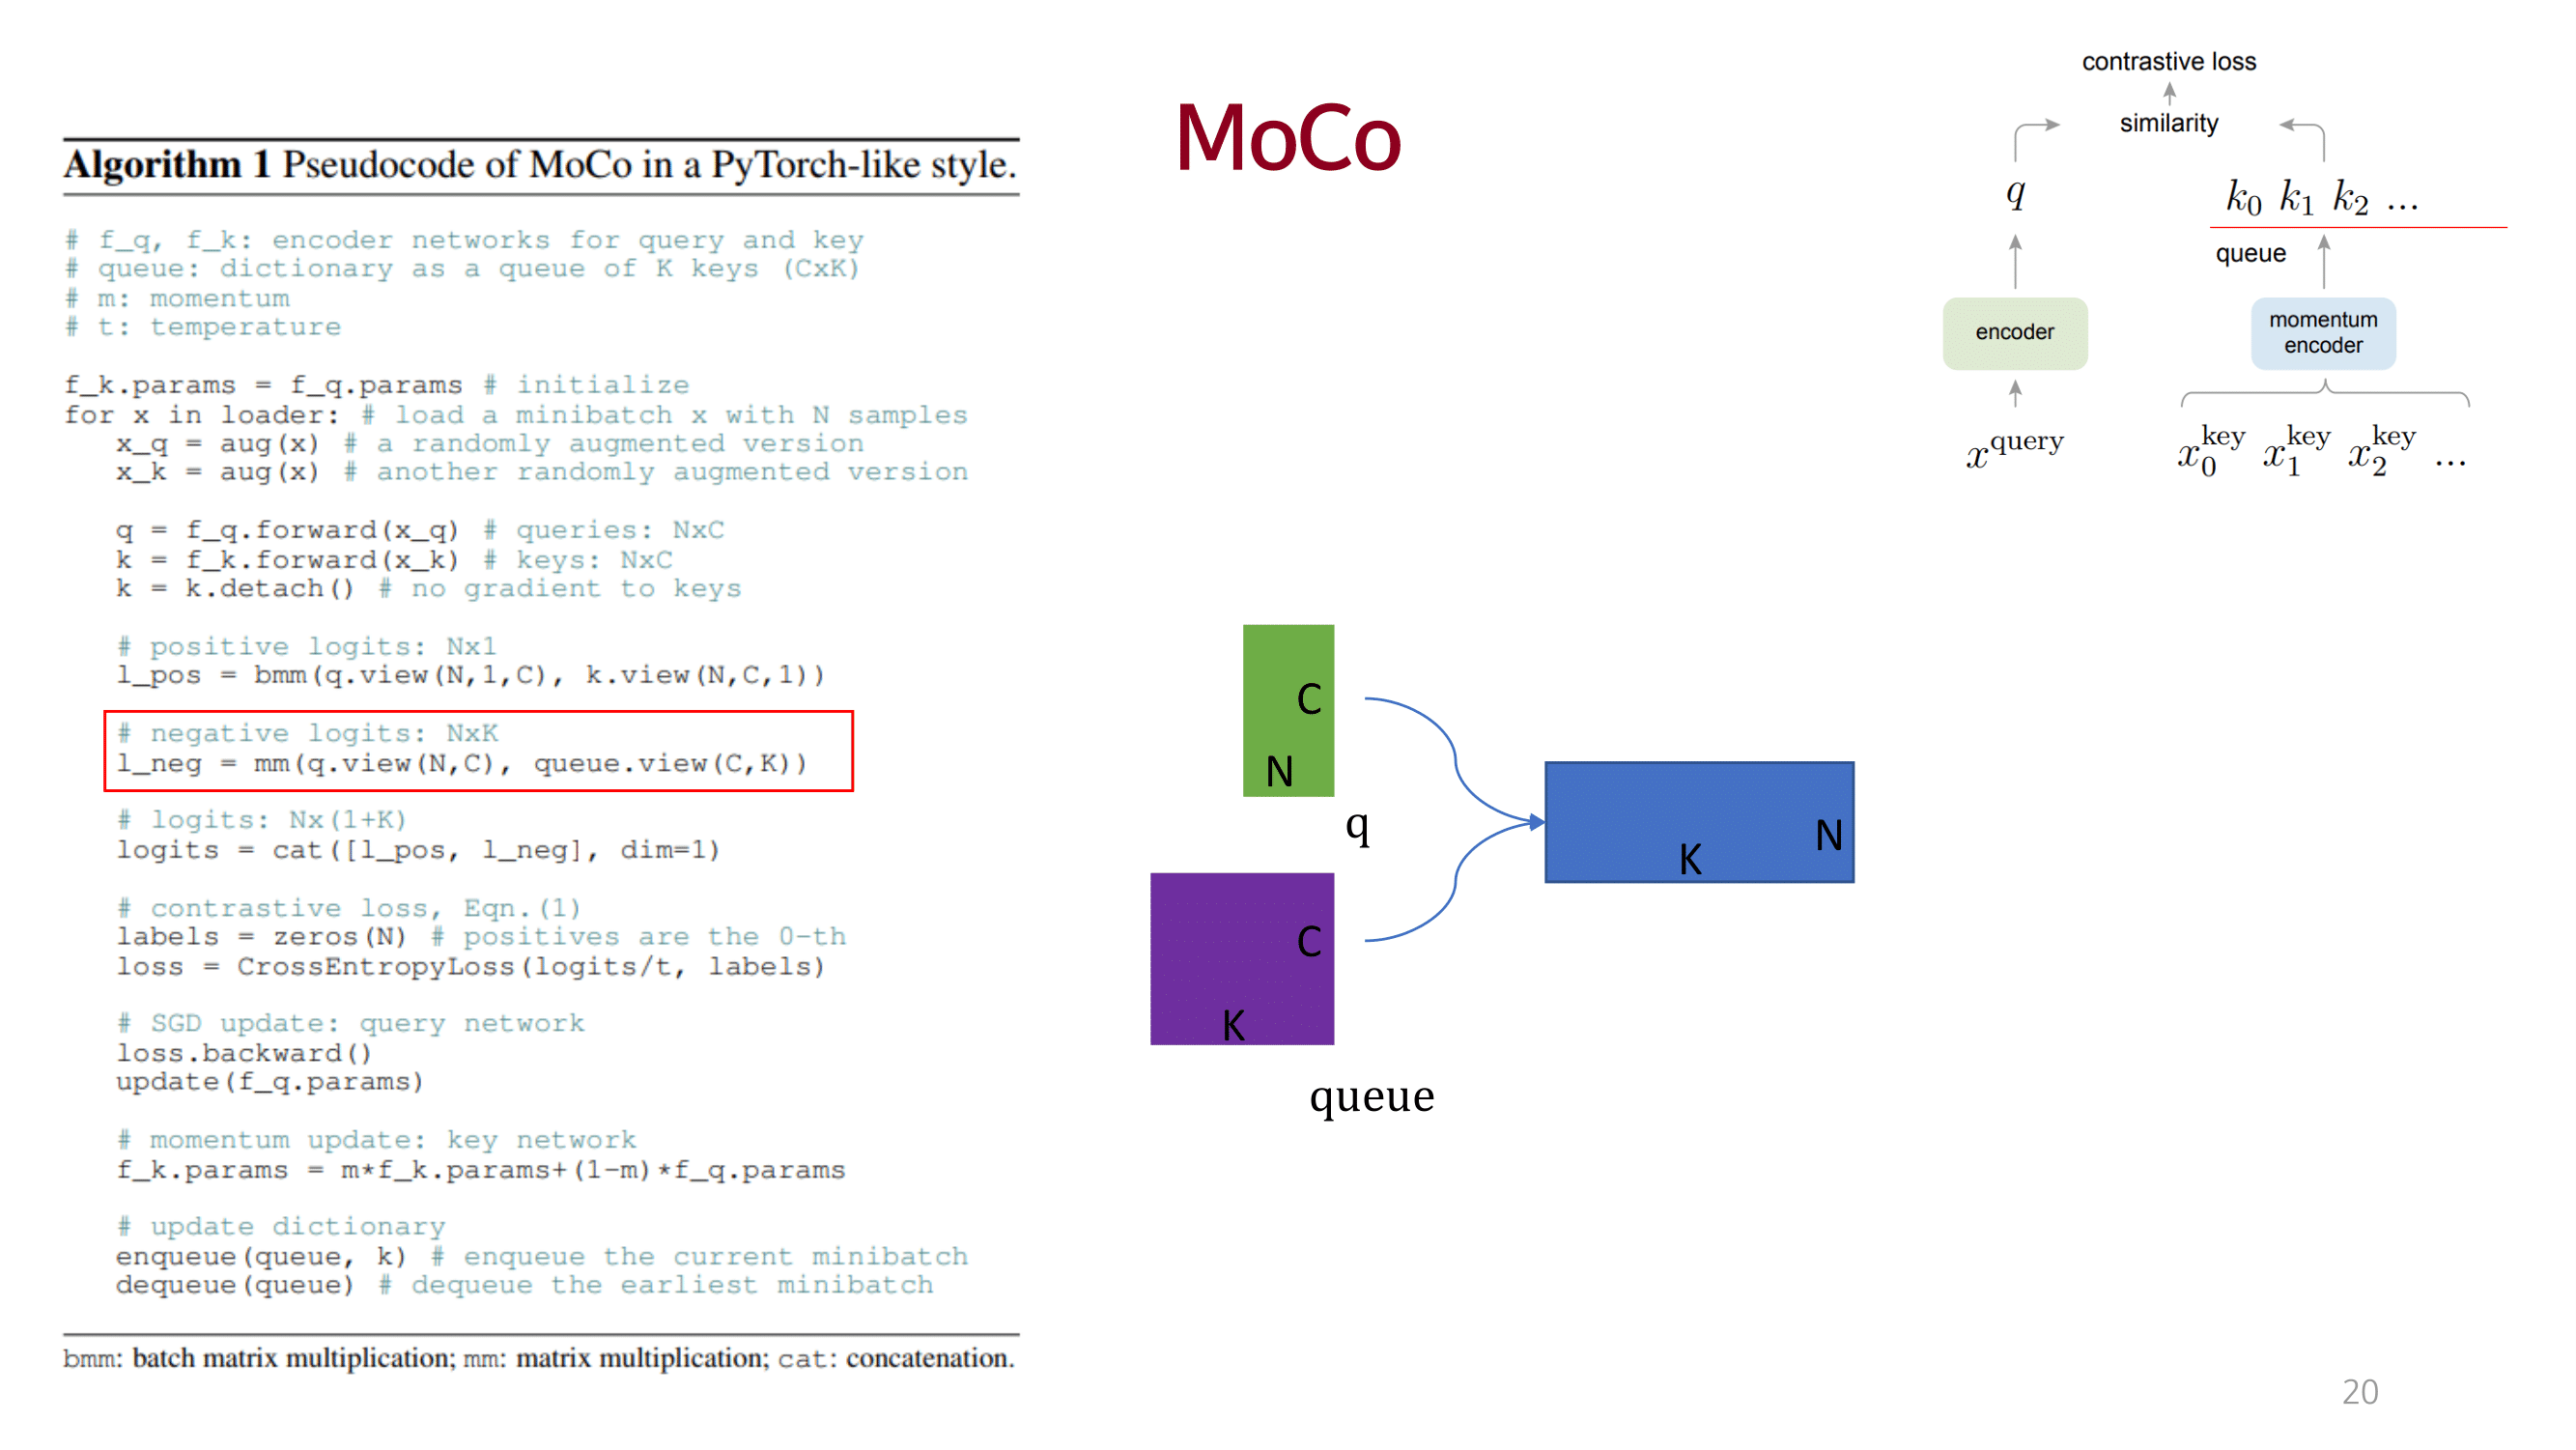 MoCo
Algorithm 1 Pseudocode of MoCo in a PyTorch-like style.
# f_q, f_k: encoder networks for query and key
# queue: dictionary as a queue of K keys (CxK)
# m: momentum
# t: temperature
f_k.params = f_q.params # initialize
for x in loader: # load a minibatch x with N samples
x_q = aug(x) # a randomly augmented version
x_k = aug(x) # another randomly augmented version
q = f_q.forward(x_q) # queries: NxC
k = f_k.forward(x_k) # keys: NxC
k = k.detach() # no gradient to keys
# positive logits: Nx1
l_pos = bmm(q.view(N,1,C), k.view(N,C,1))
# negative logits: NxK
l_neg = mm(q.view(N,C), queue.view(C,K))
# logits: Nx(1+K)
logits = cat([l_pos, l_neg], dim=1)
# contrastive loss, Eqn.(1)
labels = zeros(N) # positives are the 0-th
loss = CrossEntropyLoss(logits/t, labels)
# SGD update: query network
loss.backward()
update(f_q.params)
# momentum update: key network
f_k.params = m*f_k.params+(1-m)*f_q.params
# update dictionary
enqueue(queue, k) # enqueue the current minibatch
dequeue(queue) # dequeue the earliest minibatch
bmm: batch matrix multiplication; mm: matrix multiplication; cat: concatenation.
contrastive loss
similarity
q
k₀ k₁ k₂ ...
queue
encoder
momentum
encoder
x^query
x₀^key x₁^key x₂^key ...
C
N
q
C
K
queue
K
N
20